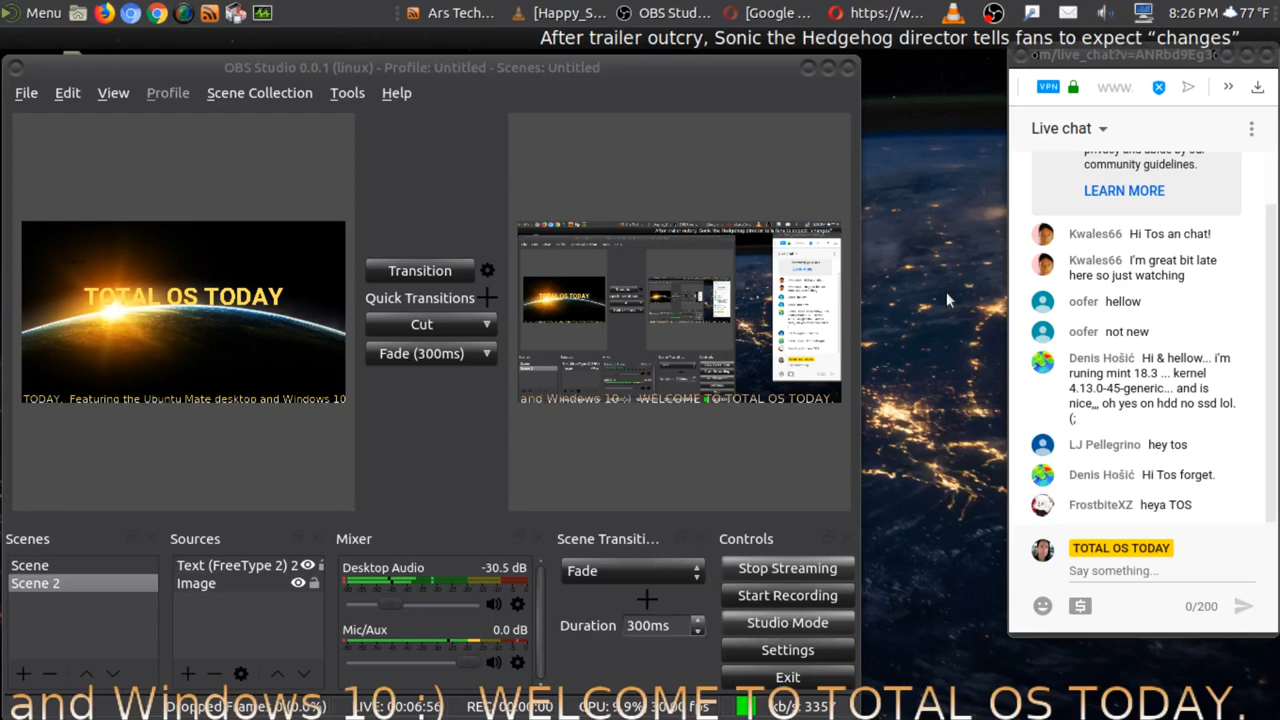 Menu
Ars Tech...
[Happy_S...
OBS Stud...
[Google ...
https://w...
8:26 PM
77 °F
After trailer outcry, Sonic the Hedgehog director tells fans to expect “changes”
OBS Studio 0.0.1 (linux) - Profile: Untitled - Scenes: Untitled
File Edit View Profile Scene Collection Tools Help
TOTAL OS TODAY
TODAY. Featuring the Ubuntu Mate desktop and Windows 10
Transition
Quick Transitions
Cut
Fade (300ms)
and Windows 10 :) WELCOME TO TOTAL OS TODAY.
Scenes
Scene
Scene 2
Sources
Text (FreeType 2) 2
Image
Mixer
Desktop Audio -30.5 dB
Mic/Aux 0.0 dB
Scene Transiti...
Fade
Duration 300ms
Controls
Stop Streaming
Start Recording
Studio Mode
Settings
Exit
m/live_chat?v=ANRbd9Eg3
VPN www.
Live chat
privacy and abide by our
community guidelines.
LEARN MORE
Kwales66 Hi Tos an chat!
Kwales66 I'm great bit late
here so just watching
oofer hellow
oofer not new
Denis Hošić Hi & hellow... i'm
runing mint 18.3 ... kernel
4.13.0-45-generic... and is
nice,,, oh yes on hdd no ssd lol.
(;
LJ Pellegrino hey tos
Denis Hošić Hi Tos forget.
FrostbiteXZ heya TOS
TOTAL OS TODAY
Say something...
0/200
LIVE: 00:06:56
and Windows 10 :) WELCOME TO TOTAL OS TODAY.